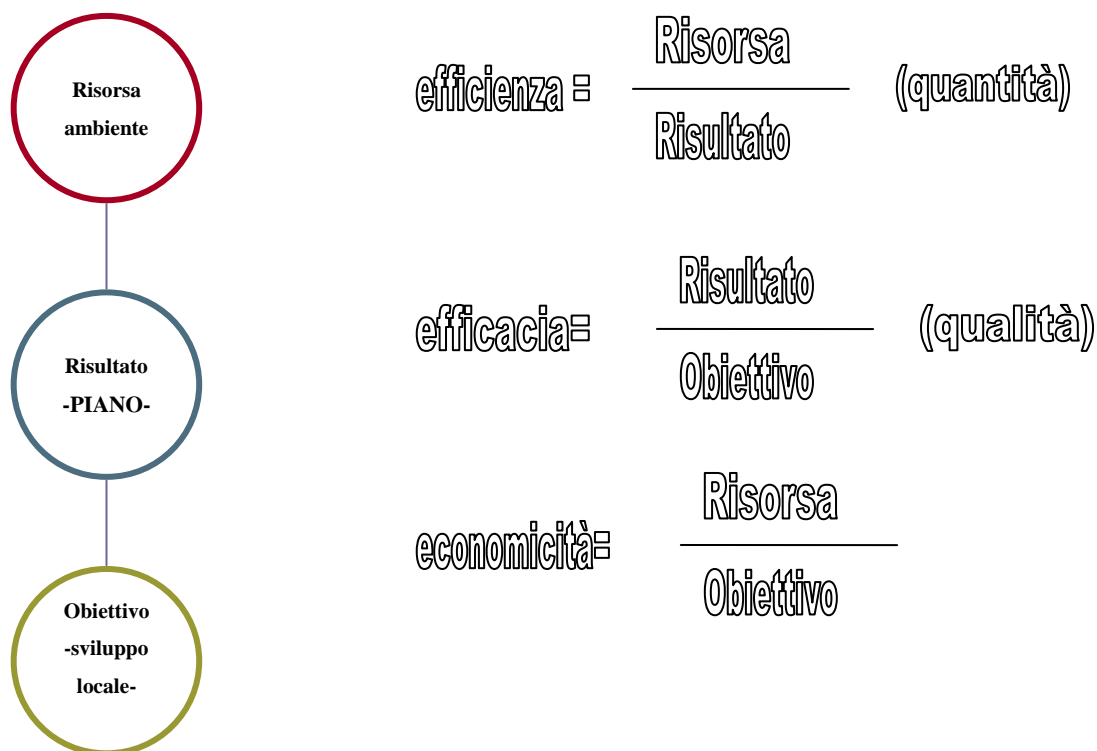 Risorsa
ambiente
efficienza =
Risorsa
Risultato
(quantità)
Risultato
-PIANO-
efficacia=
Risultato
Obiettivo
(qualità)
Obiettivo
-sviluppo
locale-
economicità=
Risorsa
Obiettivo